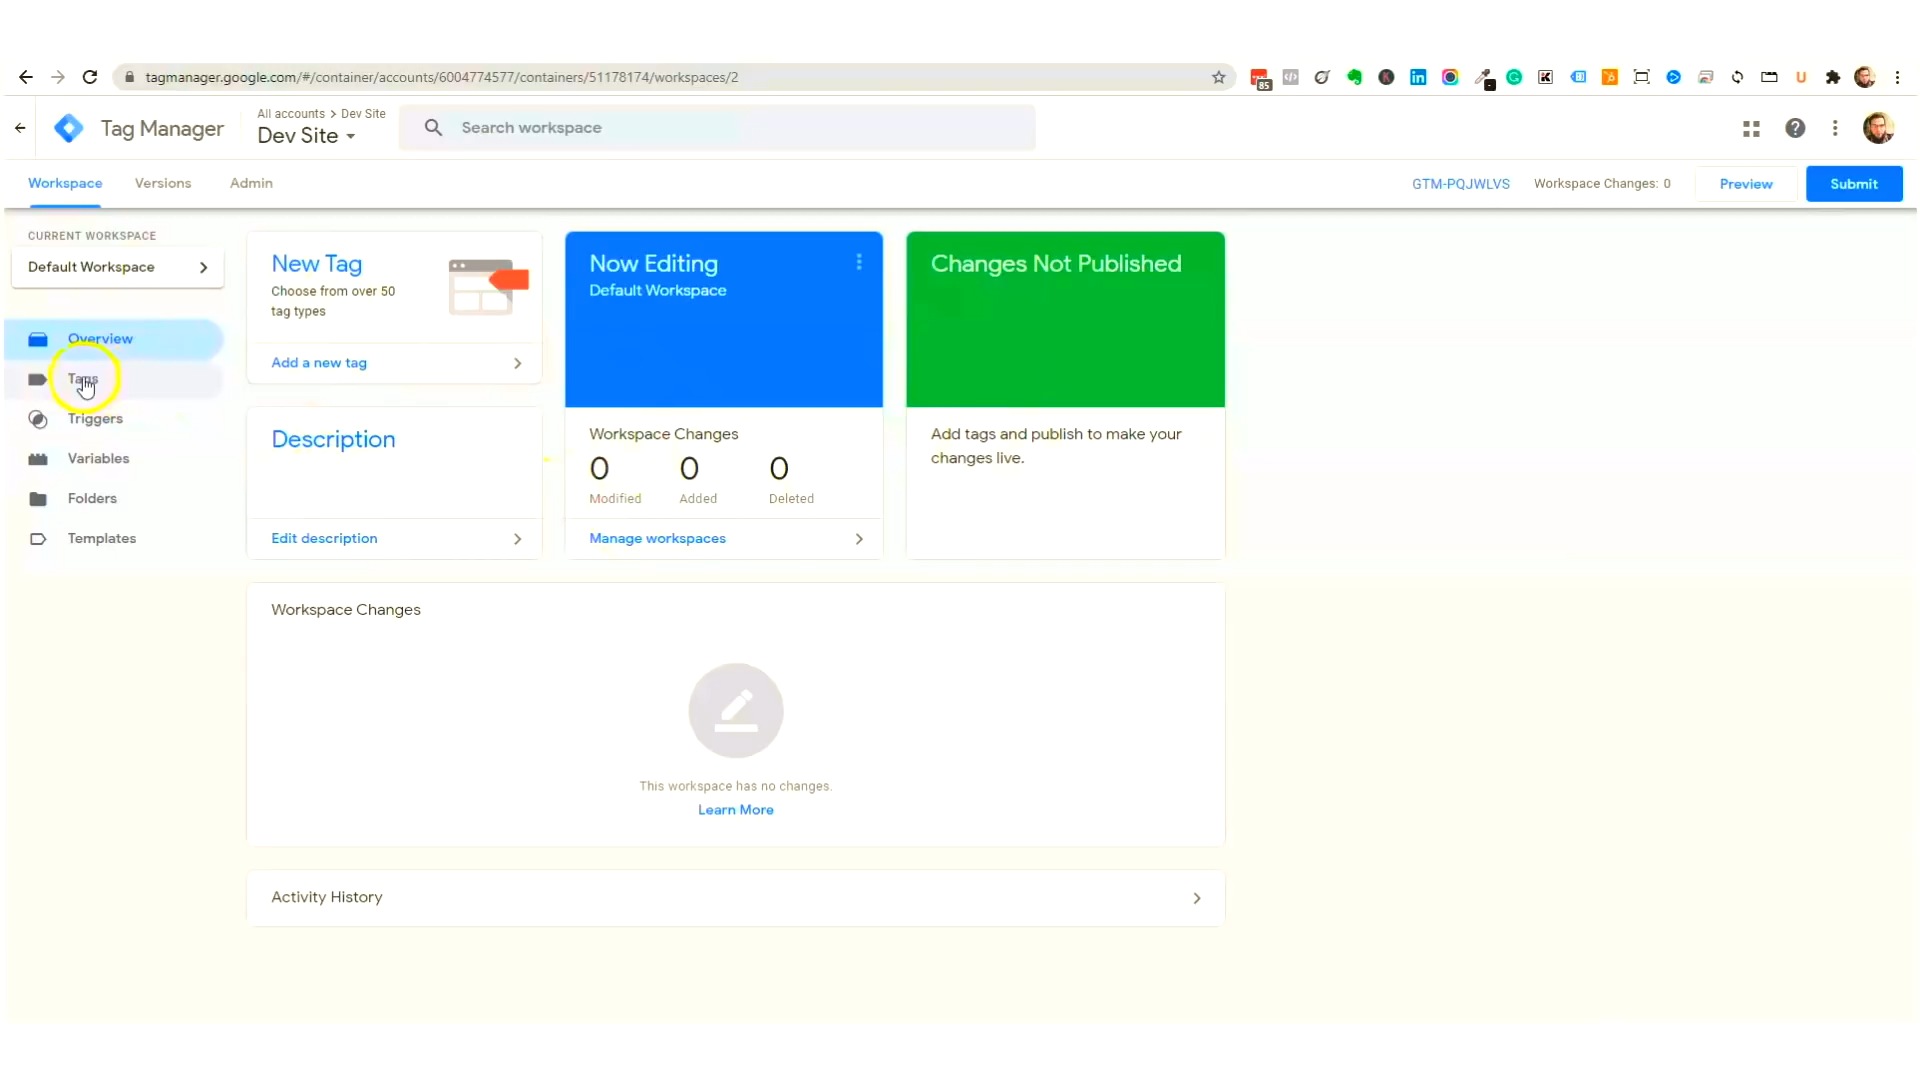 tagmanager.google.com/#/container/accounts/6004774577/containers/51178174/workspaces/2
85
Tag Manager
All accounts > Dev Site
Dev Site
Search workspace
Workspace
Versions
Admin
GTM-PQJWLVS
Workspace Changes: 0
Preview
Submit
CURRENT WORKSPACE
Default Workspace
Overview
Tags
Triggers
Variables
Folders
Templates
New Tag
Choose from over 50
tag types
Add a new tag
Description
Edit description
Now Editing
Default Workspace
Workspace Changes
0 0 0
Modified Added Deleted
Manage workspaces
Changes Not Published
Add tags and publish to make your
changes live.
Workspace Changes
This workspace has no changes.
Learn More
Activity History